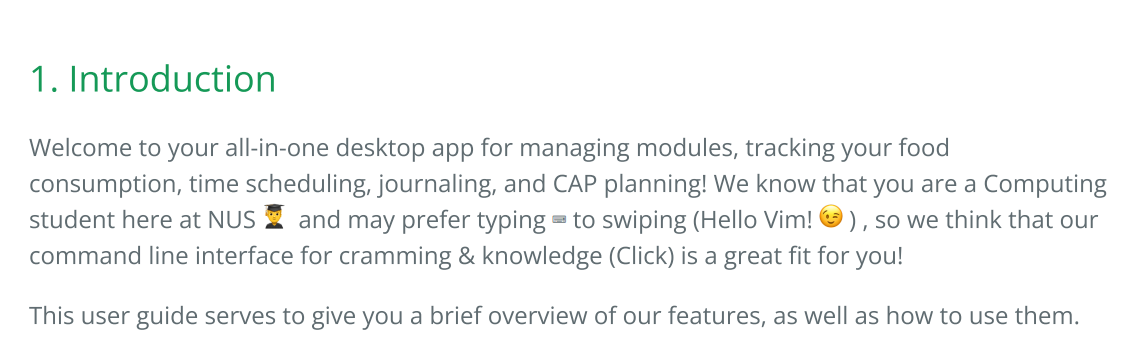 1. Introduction
Welcome to your all-in-one desktop app for managing modules, tracking your food
consumption, time scheduling, journaling, and CAP planning! We know that you are a Computing
student here at NUS 👨‍🎓 and may prefer typing ⌨ to swiping (Hello Vim! 😉 ) , so we think that our
command line interface for cramming & knowledge (Click) is a great fit for you!
This user guide serves to give you a brief overview of our features, as well as how to use them.